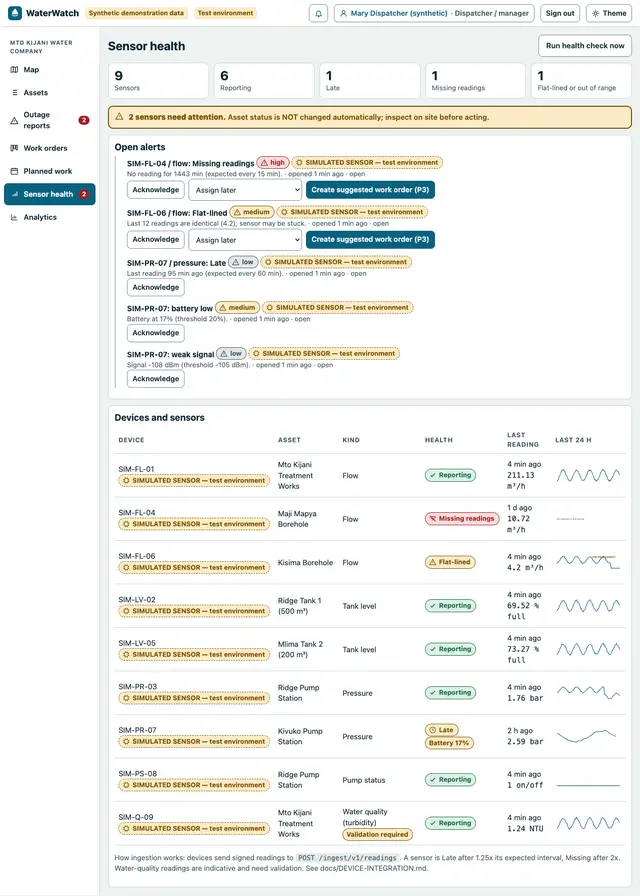 WaterWatch
Synthetic demonstration data
Test environment
Mary Dispatcher (synthetic) · Dispatcher / manager
Sign out
Theme
MTO KIJANI WATER
COMPANY
Map
Assets
Outage
reports
2
Work orders
Planned work
Sensor health
2
Analytics
Sensor health
Run health check now
9
Sensors
6
Reporting
1
Late
1
Missing readings
1
Flat-lined or out of range
2 sensors need attention. Asset status is NOT changed automatically; inspect on site before acting.
Open alerts
SIM-FL-04 / flow: Missing readings high SIMULATED SENSOR — test environment
No reading for 1443 min (expected every 15 min). · opened 1 min ago · open
Acknowledge Assign later Create suggested work order (P3)
SIM-FL-06 / flow: Flat-lined medium SIMULATED SENSOR — test environment
Last 12 readings are identical (4.2); sensor may be stuck. · opened 1 min ago · open
Acknowledge Assign later Create suggested work order (P3)
SIM-PR-07 / pressure: Late low SIMULATED SENSOR — test environment
Last reading 95 min ago (expected every 60 min). · opened 1 min ago · open
Acknowledge
SIM-PR-07: battery low medium SIMULATED SENSOR — test environment
Battery at 17% (threshold 20%). · opened 1 min ago · open
Acknowledge
SIM-PR-07: weak signal low SIMULATED SENSOR — test environment
Signal -108 dBm (threshold -105 dBm). · opened 1 min ago · open
Acknowledge
Devices and sensors
DEVICE ASSET KIND HEALTH LAST READING LAST 24 H
SIM-FL-01
SIMULATED SENSOR — test environment
Mto Kijani
Treatment
Works
Flow
Reporting
4 min ago
211.13
m³/h
SIM-FL-04
SIMULATED SENSOR — test environment
Maji Mapya
Borehole
Flow
Missing readings
1 d ago
10.72
m³/h
SIM-FL-06
SIMULATED SENSOR — test environment
Kisima Borehole
Flow
Flat-lined
4 min ago
4.2 m³/h
SIM-LV-02
SIMULATED SENSOR — test environment
Ridge Tank 1
(500 m³)
Tank level
Reporting
4 min ago
69.52 %
full
SIM-LV-05
SIMULATED SENSOR — test environment
Mlima Tank 2
(200 m³)
Tank level
Reporting
4 min ago
73.27 %
full
SIM-PR-03
SIMULATED SENSOR — test environment
Ridge Pump
Station
Pressure
Reporting
4 min ago
1.76 bar
SIM-PR-07
SIMULATED SENSOR — test environment
Kivuko Pump
Station
Pressure
Late
Battery 17%
2 h ago
2.59 bar
SIM-PS-08
SIMULATED SENSOR — test environment
Ridge Pump
Station
Pump status
Reporting
4 min ago
1 on/off
SIM-Q-09
SIMULATED SENSOR — test environment
Mto Kijani
Treatment
Works
Water quality
(turbidity)
Validation required
Reporting
4 min ago
1.24 NTU
How ingestion works: devices send signed readings to POST /ingest/v1/readings. A sensor is Late after 1.25x its expected interval, Missing after 2x.
Water-quality readings are indicative and need validation. See docs/DEVICE-INTEGRATION.md.